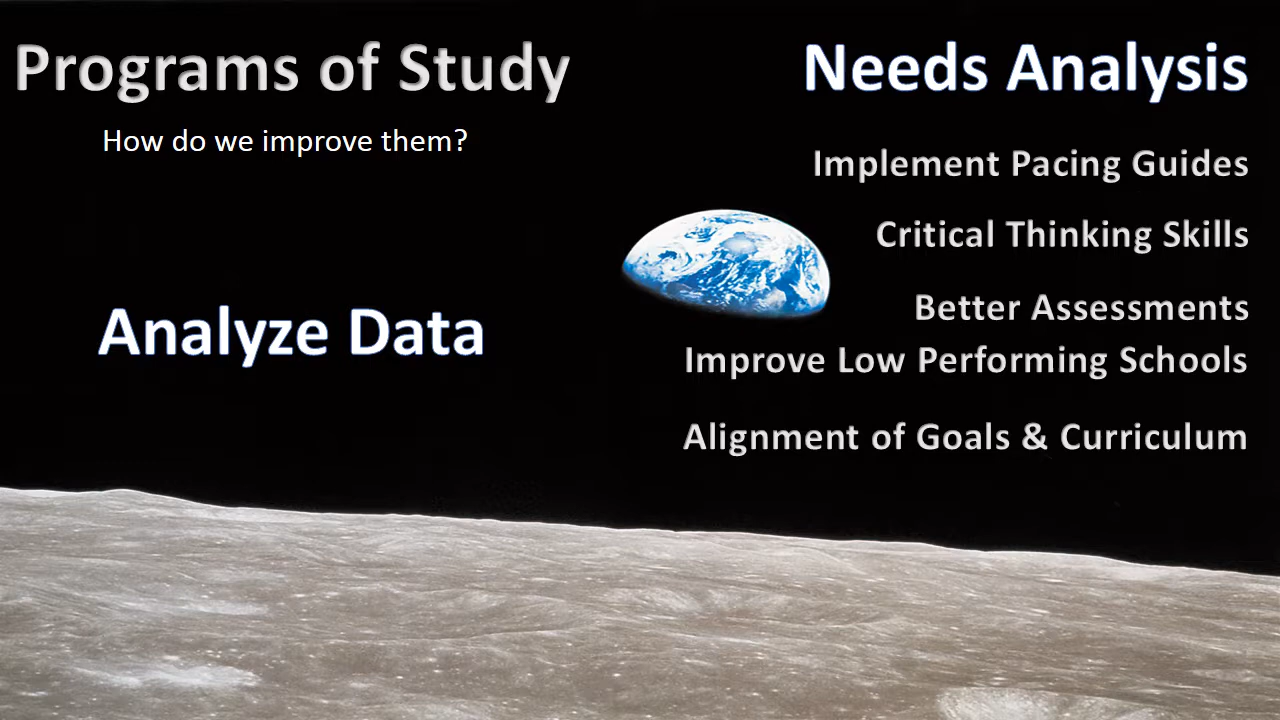 Programs of Study
How do we improve them?
Analyze Data
Needs Analysis
Implement Pacing Guides
Critical Thinking Skills
Better Assessments
Improve Low Performing Schools
Alignment of Goals & Curriculum